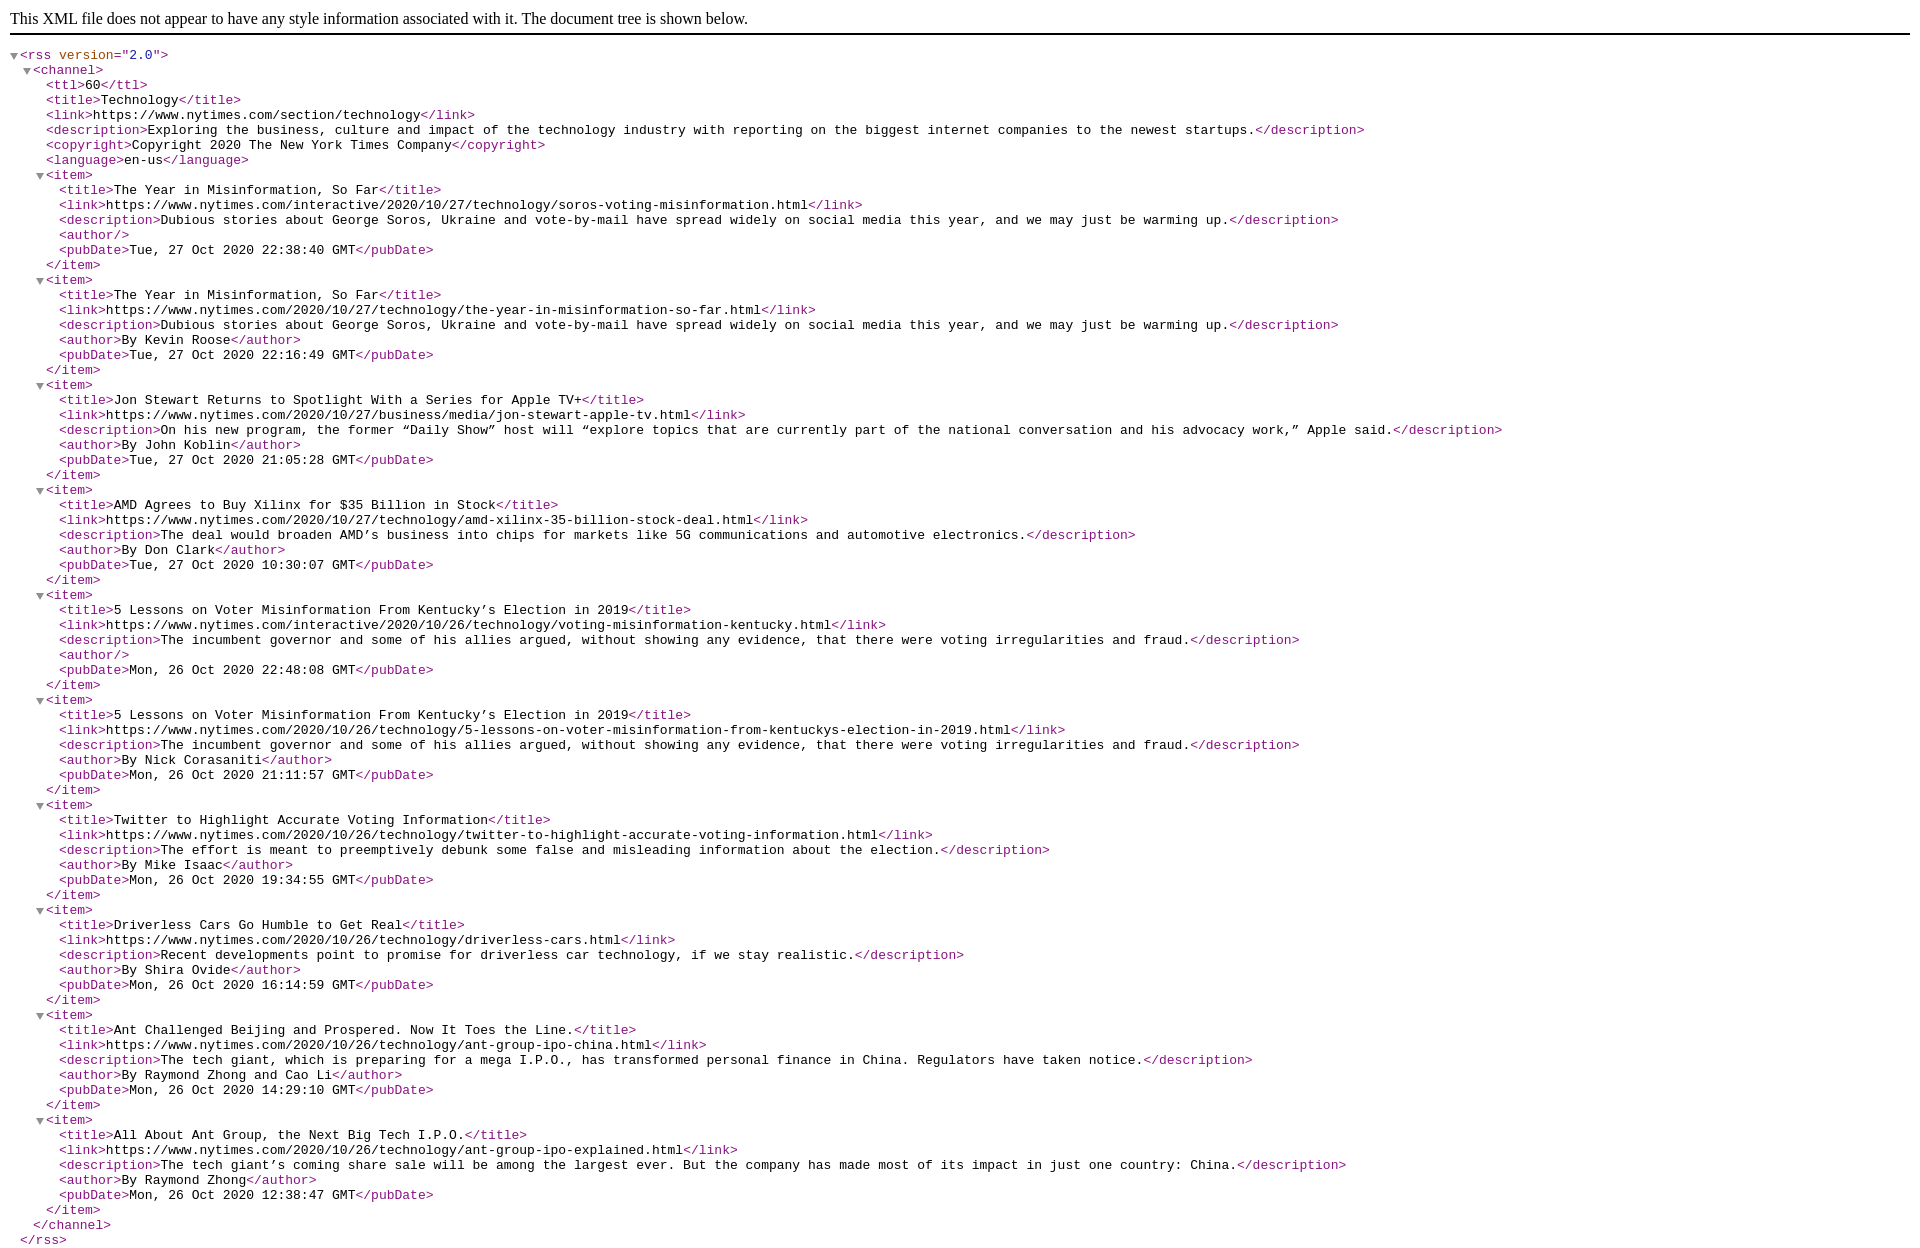 This XML file does not appear to have any style information associated with it. The document tree is shown below.
<rss version="2.0">
<channel>
<ttl>60</ttl>
<title>Technology</title>
<link>https://www.nytimes.com/section/technology</link>
<description>Exploring the business, culture and impact of the technology industry with reporting on the biggest internet companies to the newest startups.</description>
<copyright>Copyright 2020 The New York Times Company</copyright>
<language>en-us</language>
<item>
<title>The Year in Misinformation, So Far</title>
<link>https://www.nytimes.com/interactive/2020/10/27/technology/soros-voting-misinformation.html</link>
<description>Dubious stories about George Soros, Ukraine and vote-by-mail have spread widely on social media this year, and we may just be warming up.</description>
<author/>
<pubDate>Tue, 27 Oct 2020 22:38:40 GMT</pubDate>
</item>
<item>
<title>The Year in Misinformation, So Far</title>
<link>https://www.nytimes.com/2020/10/27/technology/the-year-in-misinformation-so-far.html</link>
<description>Dubious stories about George Soros, Ukraine and vote-by-mail have spread widely on social media this year, and we may just be warming up.</description>
<author>By Kevin Roose</author>
<pubDate>Tue, 27 Oct 2020 22:16:49 GMT</pubDate>
</item>
<item>
<title>Jon Stewart Returns to Spotlight With a Series for Apple TV+</title>
<link>https://www.nytimes.com/2020/10/27/business/media/jon-stewart-apple-tv.html</link>
<description>On his new program, the former “Daily Show” host will “explore topics that are currently part of the national conversation and his advocacy work,” Apple said.</description>
<author>By John Koblin</author>
<pubDate>Tue, 27 Oct 2020 21:05:28 GMT</pubDate>
</item>
<item>
<title>AMD Agrees to Buy Xilinx for $35 Billion in Stock</title>
<link>https://www.nytimes.com/2020/10/27/technology/amd-xilinx-35-billion-stock-deal.html</link>
<description>The deal would broaden AMD’s business into chips for markets like 5G communications and automotive electronics.</description>
<author>By Don Clark</author>
<pubDate>Tue, 27 Oct 2020 10:30:07 GMT</pubDate>
</item>
<item>
<title>5 Lessons on Voter Misinformation From Kentucky’s Election in 2019</title>
<link>https://www.nytimes.com/interactive/2020/10/26/technology/voting-misinformation-kentucky.html</link>
<description>The incumbent governor and some of his allies argued, without showing any evidence, that there were voting irregularities and fraud.</description>
<author/>
<pubDate>Mon, 26 Oct 2020 22:48:08 GMT</pubDate>
</item>
<item>
<title>5 Lessons on Voter Misinformation From Kentucky’s Election in 2019</title>
<link>https://www.nytimes.com/2020/10/26/technology/5-lessons-on-voter-misinformation-from-kentuckys-election-in-2019.html</link>
<description>The incumbent governor and some of his allies argued, without showing any evidence, that there were voting irregularities and fraud.</description>
<author>By Nick Corasaniti</author>
<pubDate>Mon, 26 Oct 2020 21:11:57 GMT</pubDate>
</item>
<item>
<title>Twitter to Highlight Accurate Voting Information</title>
<link>https://www.nytimes.com/2020/10/26/technology/twitter-to-highlight-accurate-voting-information.html</link>
<description>The effort is meant to preemptively debunk some false and misleading information about the election.</description>
<author>By Mike Isaac</author>
<pubDate>Mon, 26 Oct 2020 19:34:55 GMT</pubDate>
</item>
<item>
<title>Driverless Cars Go Humble to Get Real</title>
<link>https://www.nytimes.com/2020/10/26/technology/driverless-cars.html</link>
<description>Recent developments point to promise for driverless car technology, if we stay realistic.</description>
<author>By Shira Ovide</author>
<pubDate>Mon, 26 Oct 2020 16:14:59 GMT</pubDate>
</item>
<item>
<title>Ant Challenged Beijing and Prospered. Now It Toes the Line.</title>
<link>https://www.nytimes.com/2020/10/26/technology/ant-group-ipo-china.html</link>
<description>The tech giant, which is preparing for a mega I.P.O., has transformed personal finance in China. Regulators have taken notice.</description>
<author>By Raymond Zhong and Cao Li</author>
<pubDate>Mon, 26 Oct 2020 14:29:10 GMT</pubDate>
</item>
<item>
<title>All About Ant Group, the Next Big Tech I.P.O.</title>
<link>https://www.nytimes.com/2020/10/26/technology/ant-group-ipo-explained.html</link>
<description>The tech giant’s coming share sale will be among the largest ever. But the company has made most of its impact in just one country: China.</description>
<author>By Raymond Zhong</author>
<pubDate>Mon, 26 Oct 2020 12:38:47 GMT</pubDate>
</item>
</channel>
</rss>